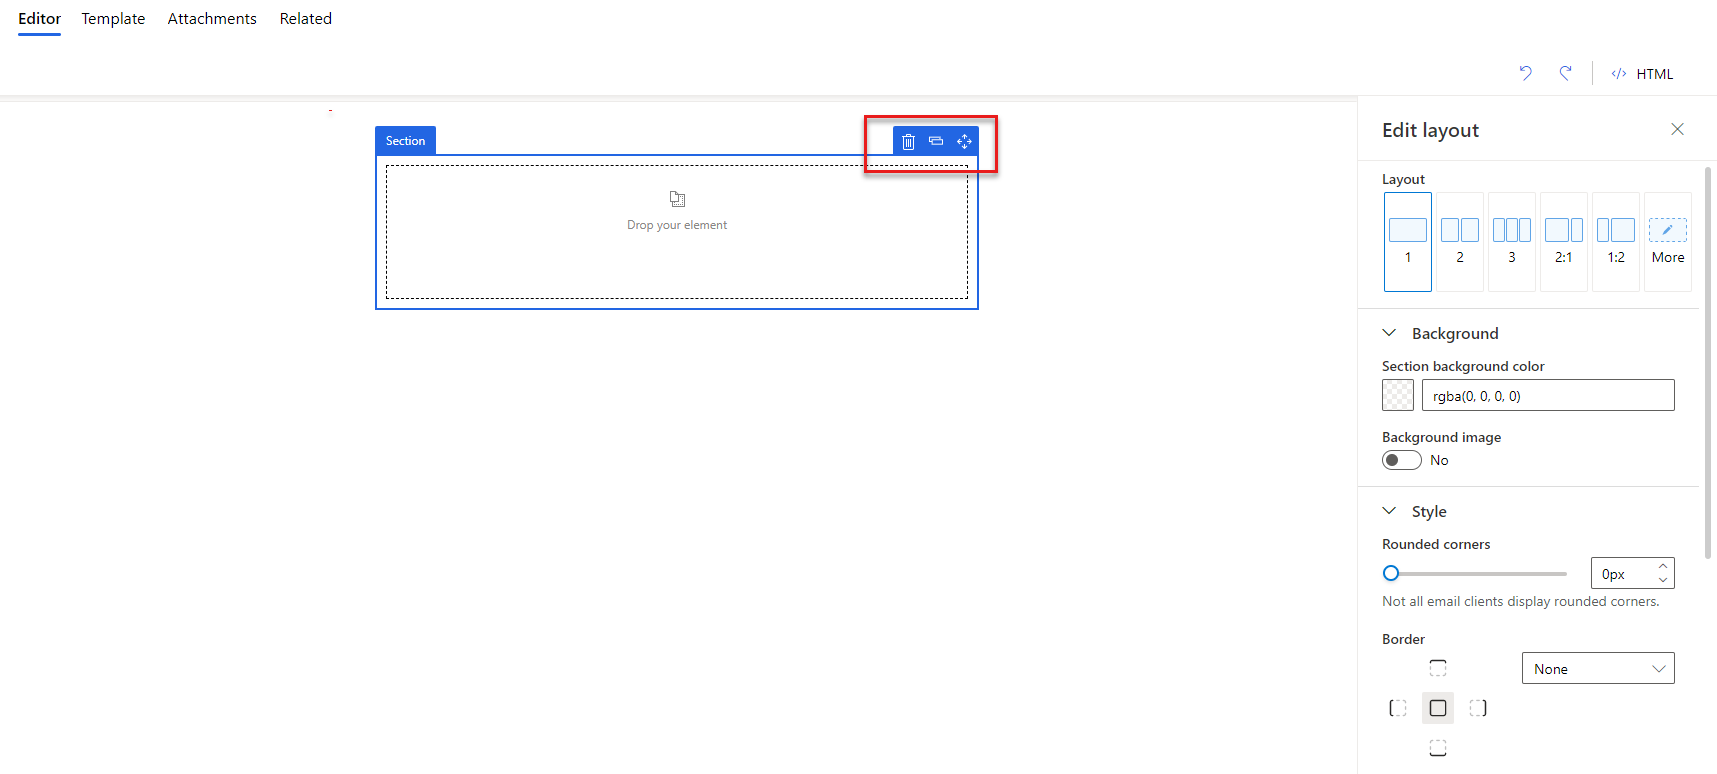 Editor Template Attachments Related
</> HTML
Section
Drop your element
Edit layout
Layout
1 2 3 2:1 1:2 More
Background
Section background color
rgba(0, 0, 0, 0)
Background image
No
Style
Rounded corners
0px
Not all email clients display rounded corners.
Border
None